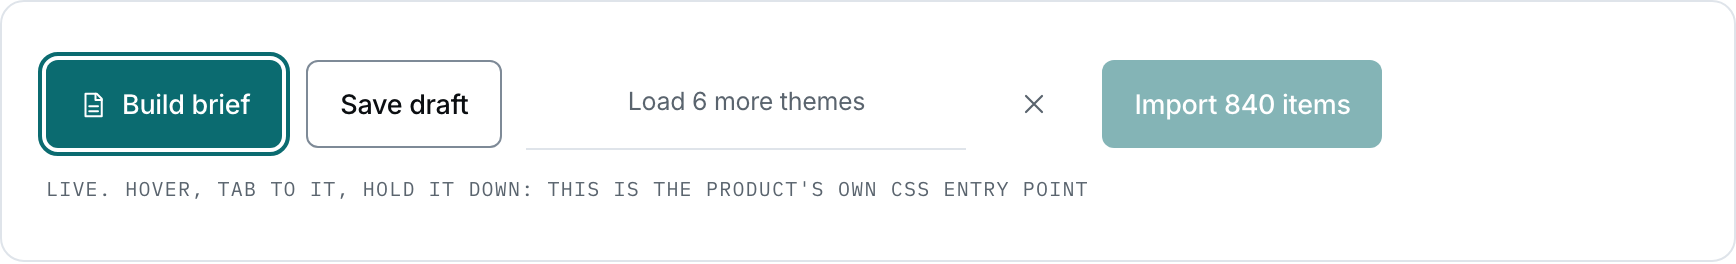 Build brief
Save draft
Load 6 more themes
Import 840 items
LIVE. HOVER, TAB TO IT, HOLD IT DOWN: THIS IS THE PRODUCT'S OWN CSS ENTRY POINT